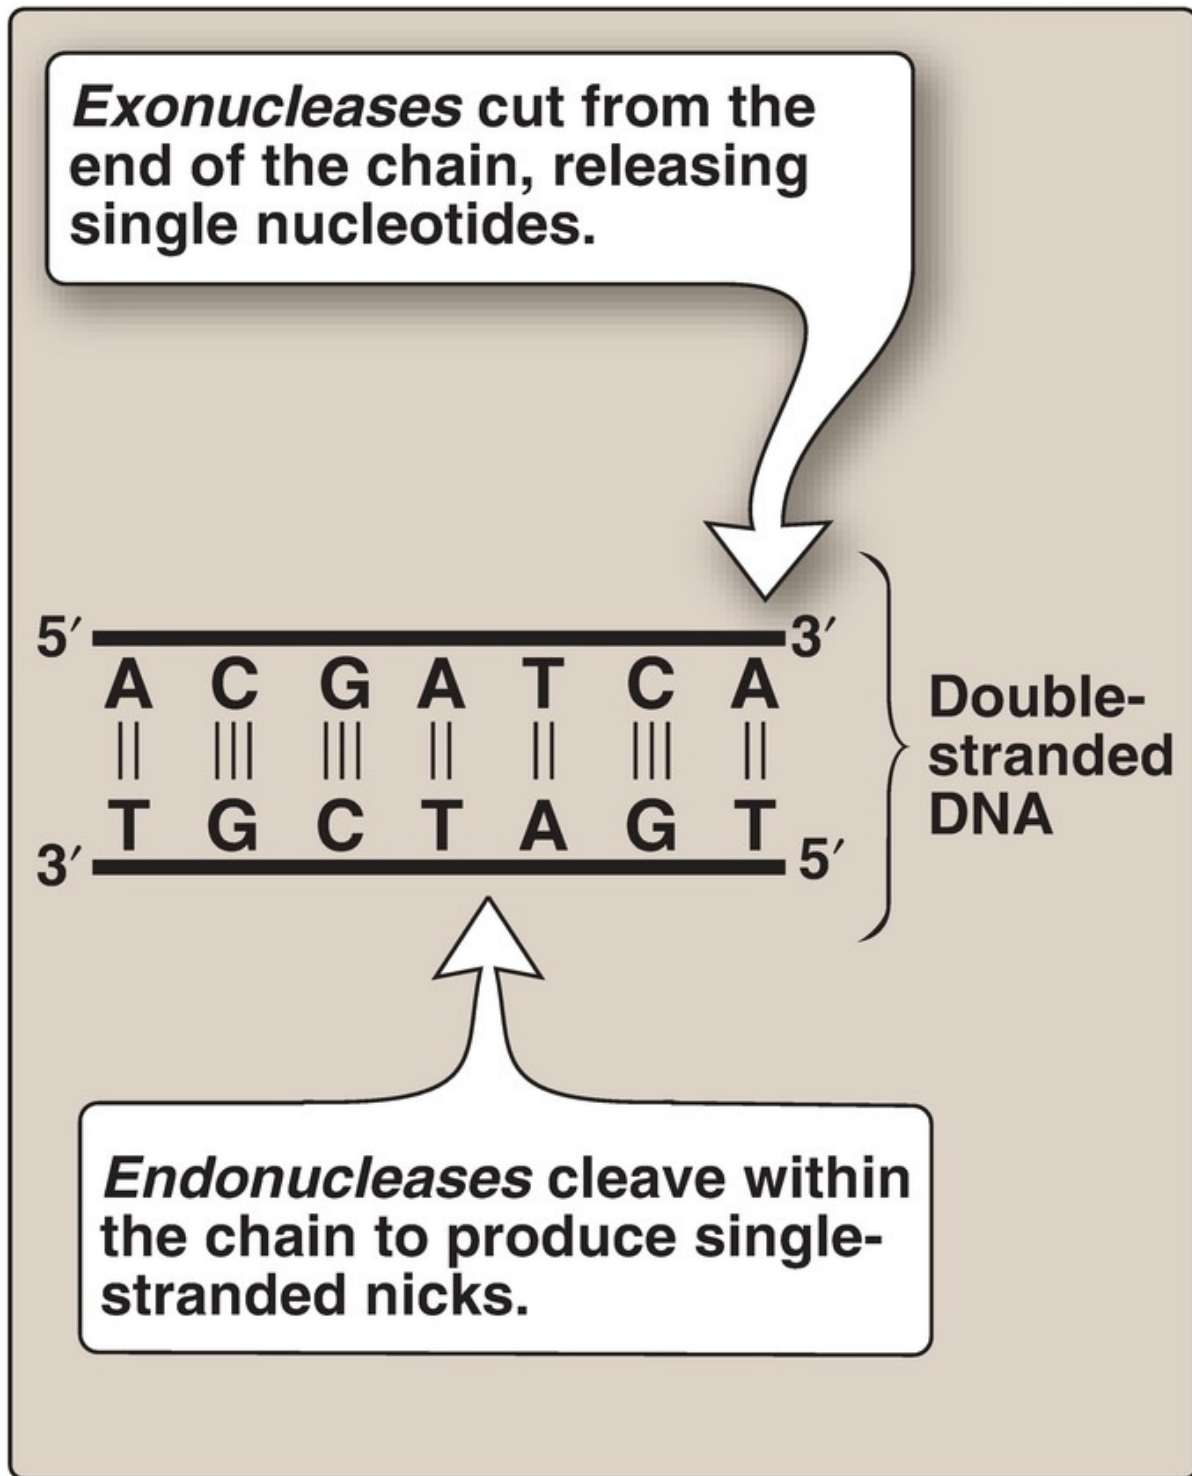 Exonucleases cut from the
end of the chain, releasing
single nucleotides.
5′ 3′
A C G A T C A
T G C T A G T
3′ 5′
Double-
stranded
DNA
Endonucleases cleave within
the chain to produce single-
stranded nicks.